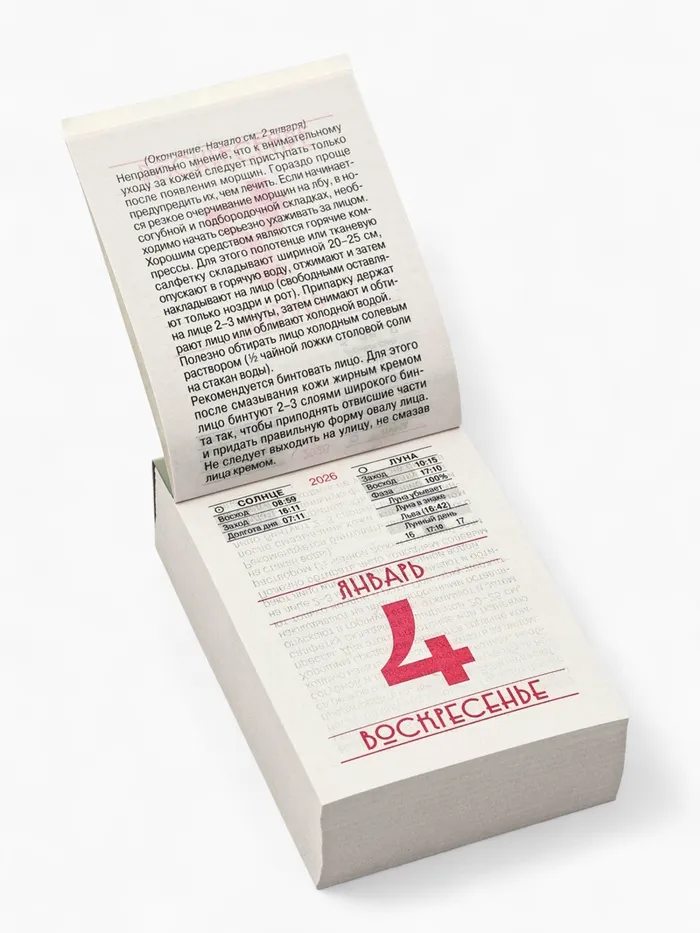 (Окончание. Начало см. 2 января)
Неправильно мнение, что к внимательному
уходу за кожей следует приступать только
после появления морщин. Гораздо проще
предупредить их, чем лечить. Если начинает-
ся резкое очерчивание морщин на лбу, в но-
согубной и подбородочной складках, необ-
ходимо начать серьезно ухаживать за лицом.
Хорошим средством являются горячие ком-
прессы. Для этого полотенце или тканевую
салфетку складывают шириной 20–25 см,
опускают в горячую воду, отжимают и затем
накладывают на лицо (свободными оставля-
ют только ноздри и рот). Припарку держат
на лице 2–3 минуты, затем снимают и обти-
рают лицо или обливают холодной водой.
Полезно обтирать лицо холодным солевым
раствором (½ чайной ложки столовой соли
на стакан воды).
Рекомендуется бинтовать лицо. Для этого
после смазывания кожи жирным кремом
лицо бинтуют 2–3 слоями широкого бин-
та так, чтобы приподнять отвисшие части
и придать правильную форму овалу лица.
Не следует выходить на улицу, не смазав
лица кремом.
2026
СОЛНЦЕ
Восход 08:59
Заход 16:11
Долгота дня 07:11
ЛУНА
Заход 10:15
Восход 17:10
Фаза 100%
Луна убывает
Луна в знаке
Льва (16:42)
Лунный день
16 17:10 17
ЯНВАРЬ
4
ВОСКРЕСЕНЬЕ